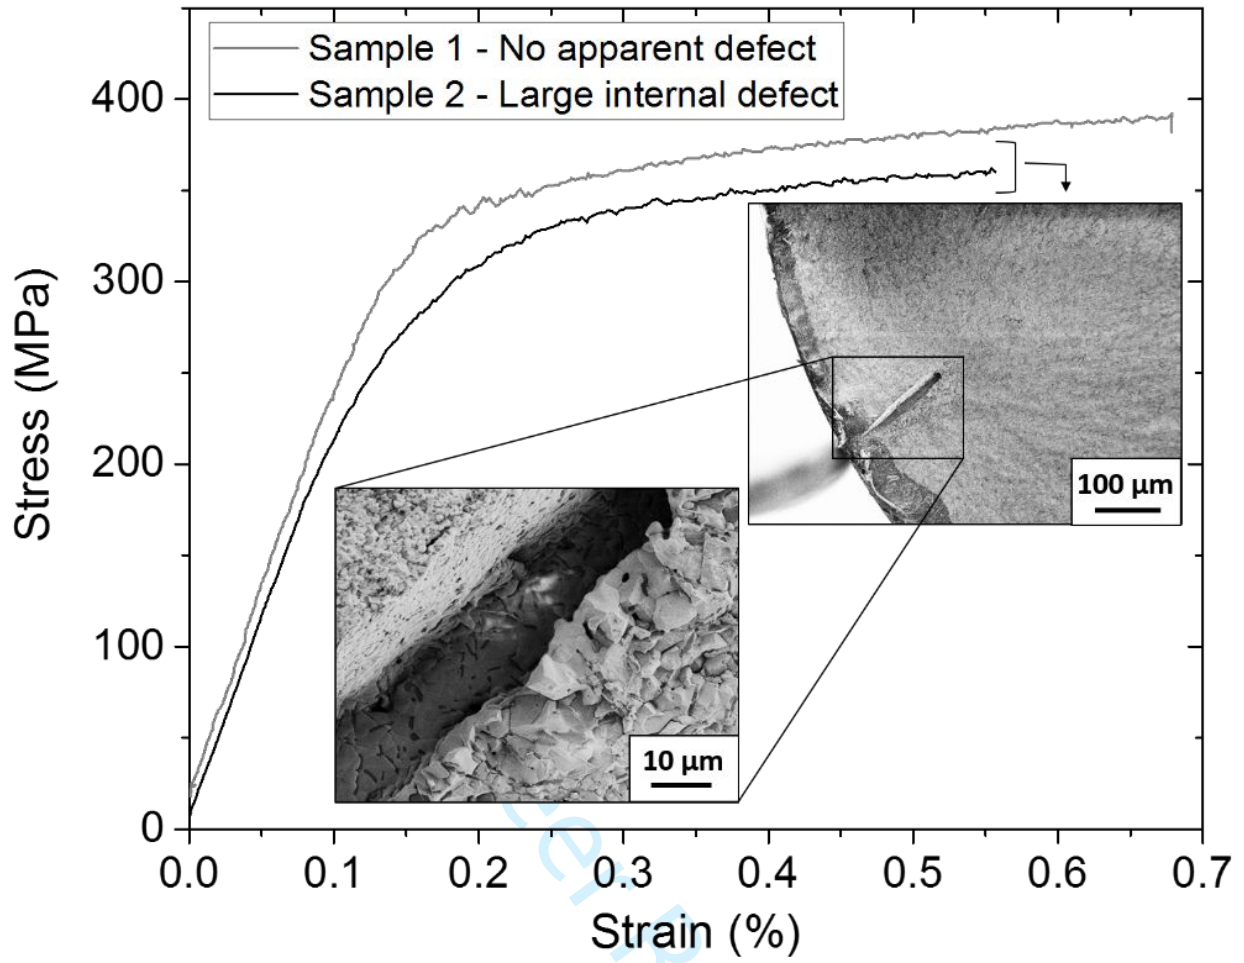 Sample 1 - No apparent defect
Sample 2 - Large internal defect
400
300
200
100
0
Stress (MPa)
100 µm
10 µm
0.0 0.1 0.2 0.3 0.4 0.5 0.6 0.7
Strain (%)